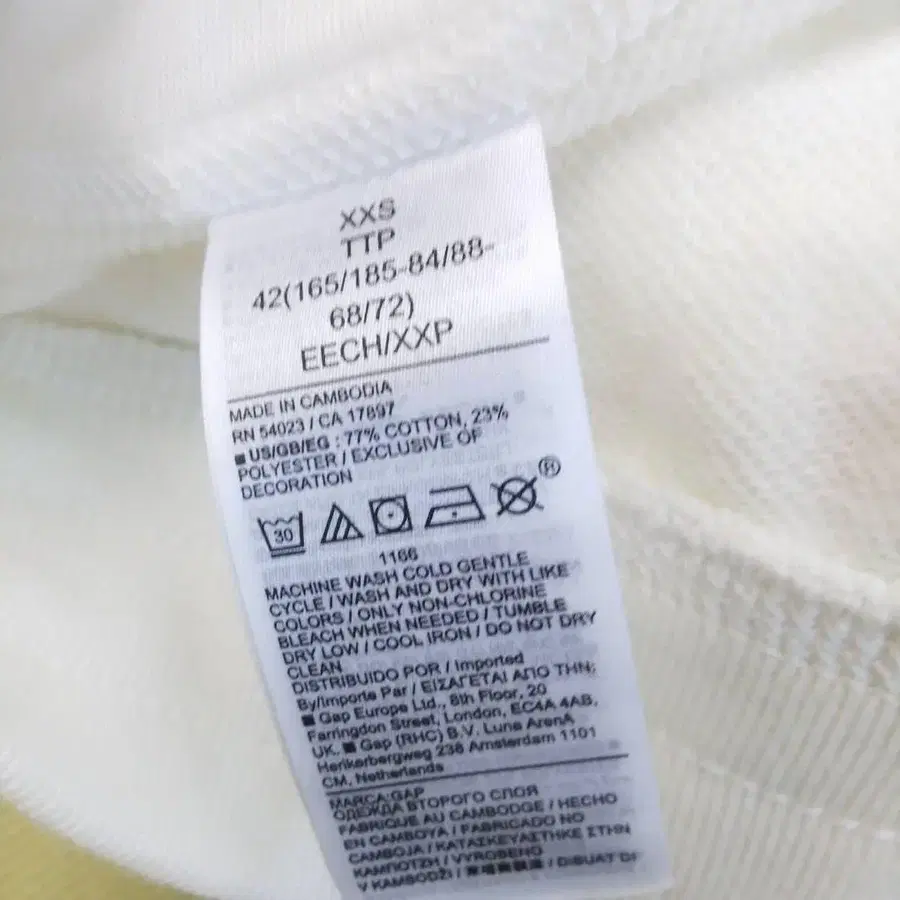 XXS
TTP
42(165/185-84/88-
68/72)
EECH/XXP
MADE IN CAMBODIA
RN 54023 / CA 17897
■ US/GB/EG : 77% COTTON, 23%
POLYESTER / EXCLUSIVE OF
DECORATION
30
1166
MACHINE WASH COLD GENTLE
CYCLE / WASH AND DRY WITH LIKE
COLORS / ONLY NON-CHLORINE
BLEACH WHEN NEEDED / TUMBLE
DRY LOW / COOL IRON / DO NOT DRY
CLEAN
DISTRIBUIDO POR / Imported
By/Importe Par / ΕΙΣΑΓΕΤΑΙ ΑΠΟ ΤΗΝ:
■ Gap Europe Ltd., 8th Floor, 20
Farringdon Street, London, EC4A 4AB,
UK. ■ Gap (RHC) B.V. Luna ArenA
Herikerbergweg 238 Amsterdam 1101
CM, Netherlands
MARCA:GAP
ОДЕЖДА ВТОРОГО СЛОЯ
FABRIQUE AU CAMBODGE / HECHO
EN CAMBOYA / FABRICADO NO
CAMBOJA / ΚΑΤΑΣΚΕΥΑΣΤΗΚΕ ΣΤΗΝ
ΚΑΜΠΟΤΖΗ / VYROBENO
V KAMBODŽI / / DIBUAT DI